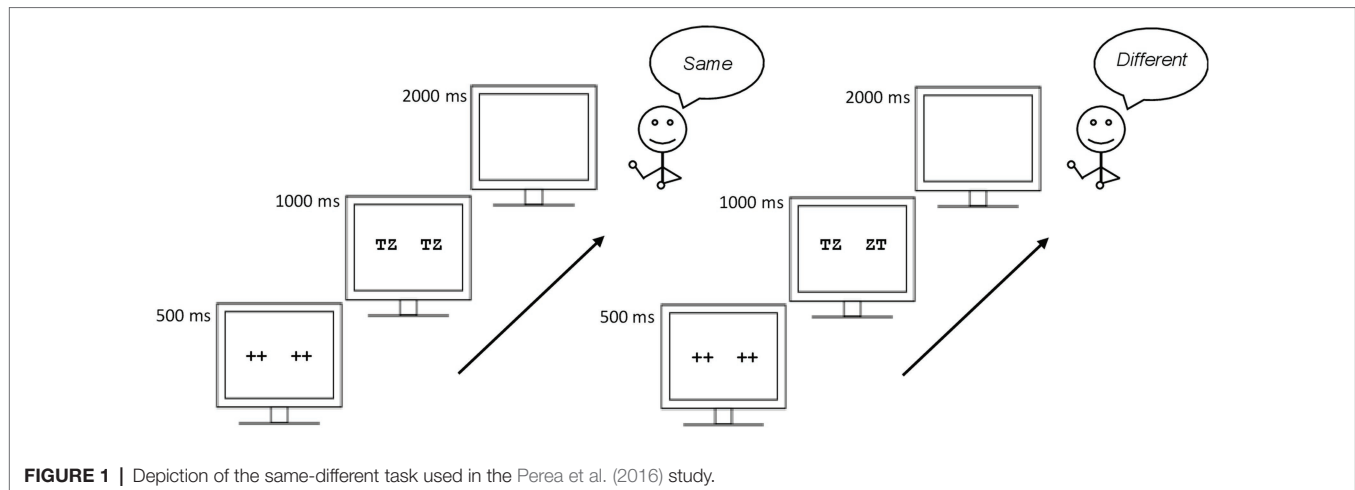 Same
2000 ms
1000 ms
TZ TZ
500 ms
++ ++
Different
2000 ms
1000 ms
TZ ZT
500 ms
++ ++
FIGURE 1 | Depiction of the same-different task used in the Perea et al. (2016) study.